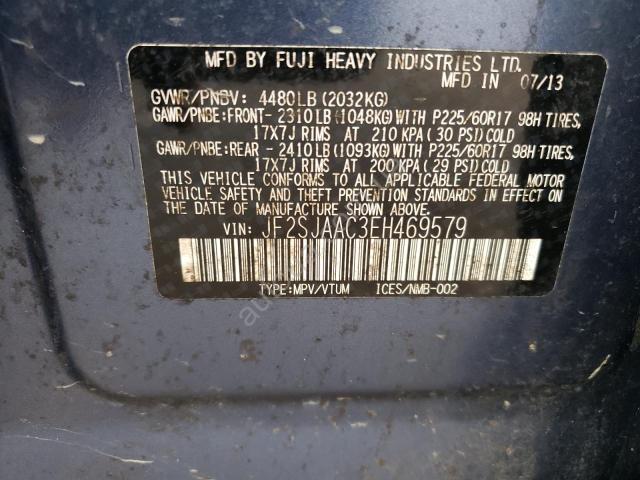 MFD BY FUJI HEAVY INDUSTRIES LTD.
MFD IN 07/13
GVWR/PNBV: 4480LB (2032KG)
GAWR/PNBE:FRONT- 2310 LB (1048KG) WITH P225/60R17 98H TIRES,
17X7J RIMS AT 210 KPA ( 30 PSI) COLD
GAWR/PNBE:REAR - 2410 LB (1093KG) WITH P225/60R17 98H TIRES,
17X7J RIMS AT 200 KPA ( 29 PSI) COLD
THIS VEHICLE CONFORMS TO ALL APPLICABLE FEDERAL MOTOR
VEHICLE SAFETY AND THEFT PREVENTION STANDARDS IN EFFECT
ON THE DATE OF MANUFACTURE SHOWN ABOVE.
VIN: JF2SJAAC3EH469579
TYPE:MPV/VTUM ICES/NMB-002